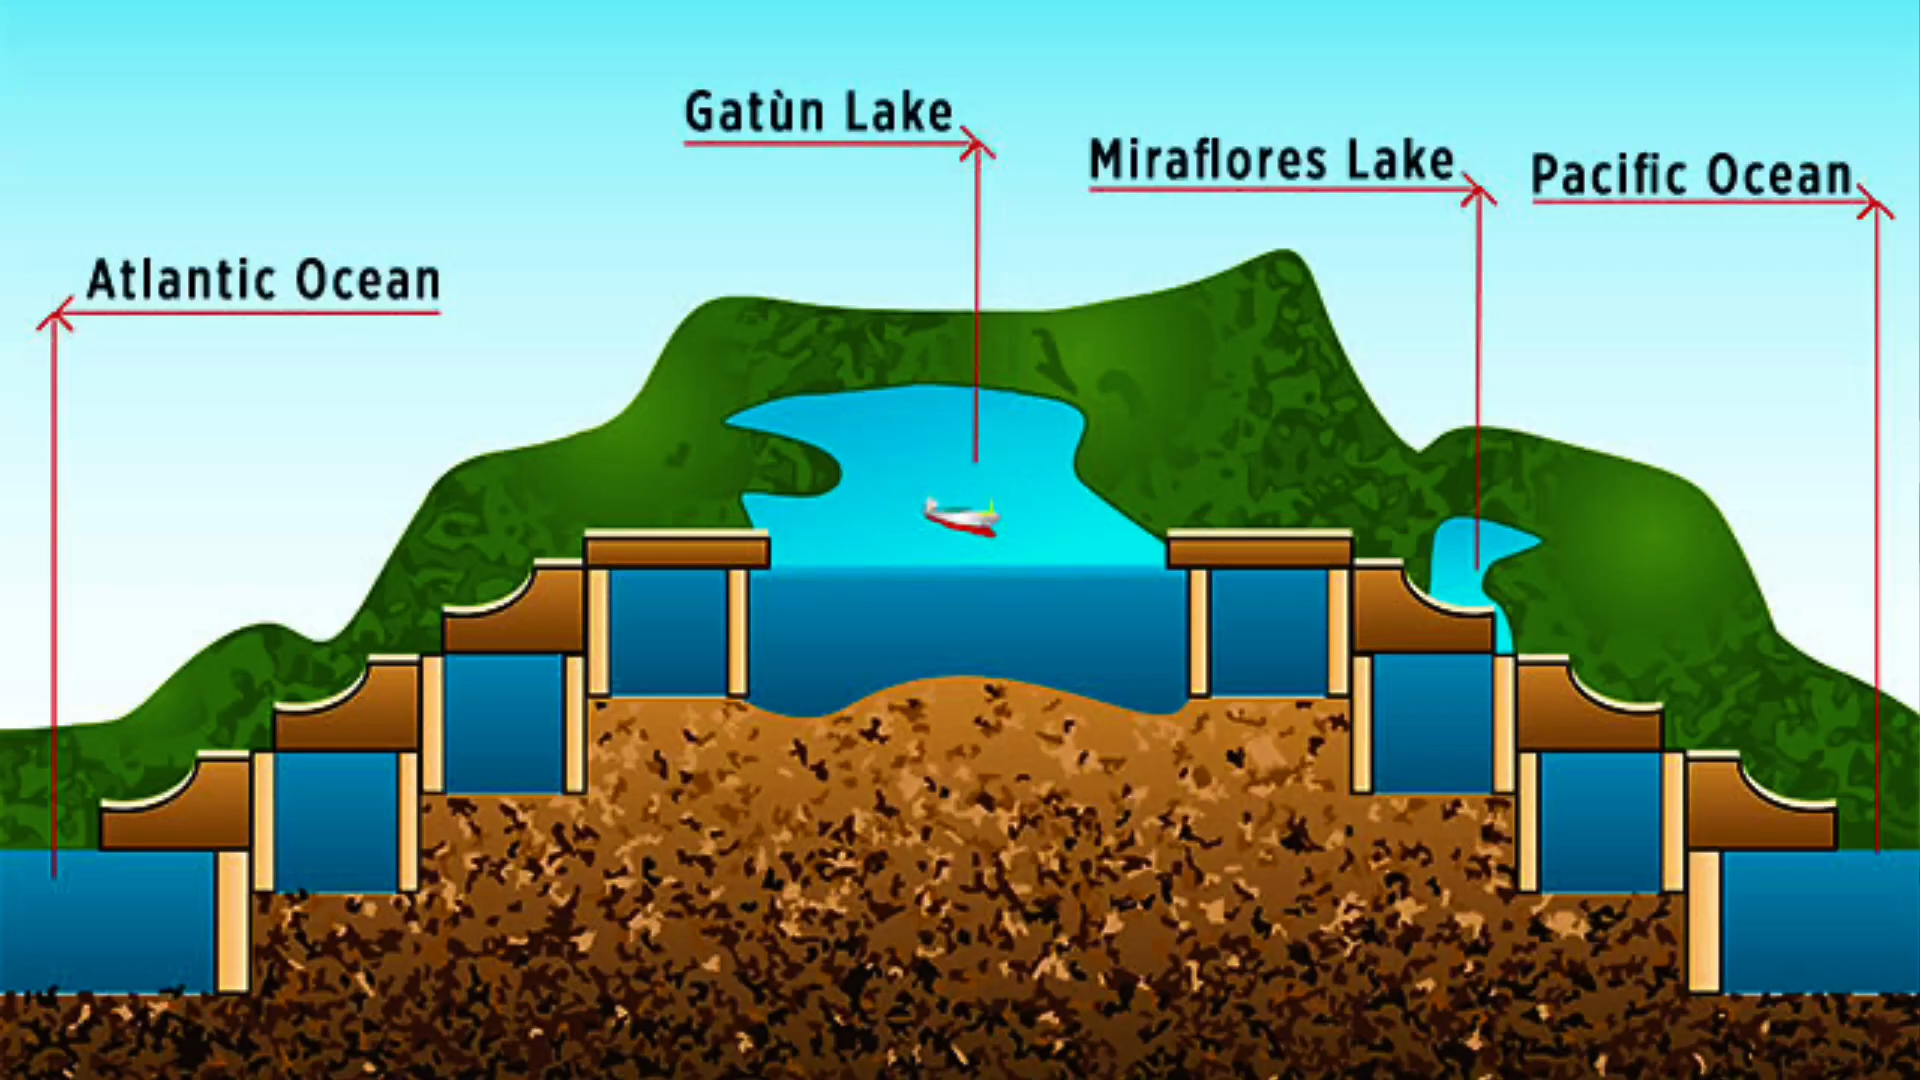 Gatùn Lake
Miraflores Lake
Pacific Ocean
Atlantic Ocean